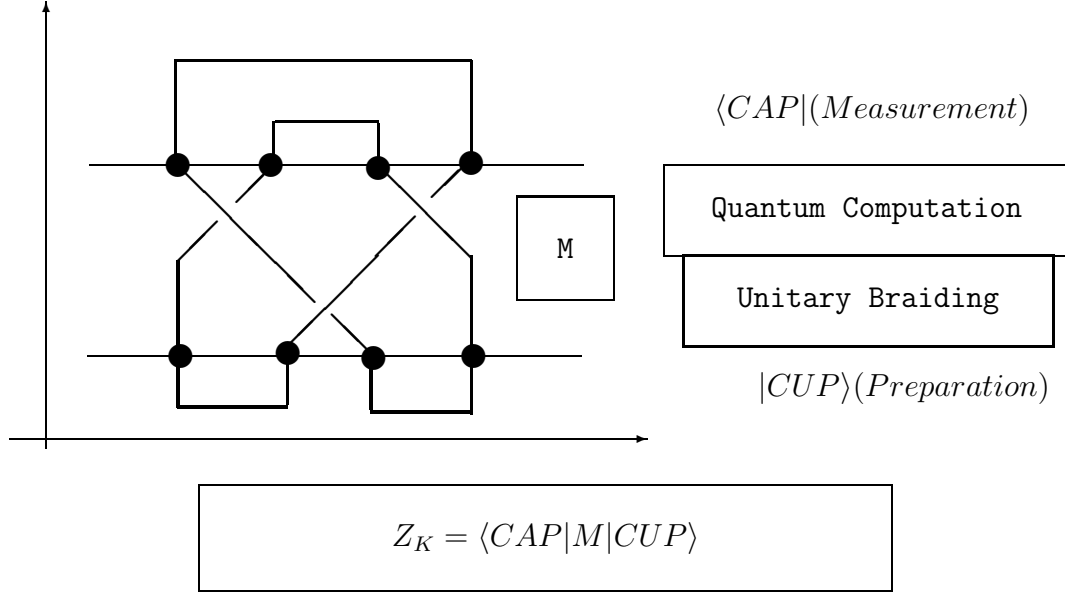 ⟨CAP|(Measurement)
Quantum Computation
M
Unitary Braiding
|CUP⟩(Preparation)
Z_K = ⟨CAP|M|CUP⟩